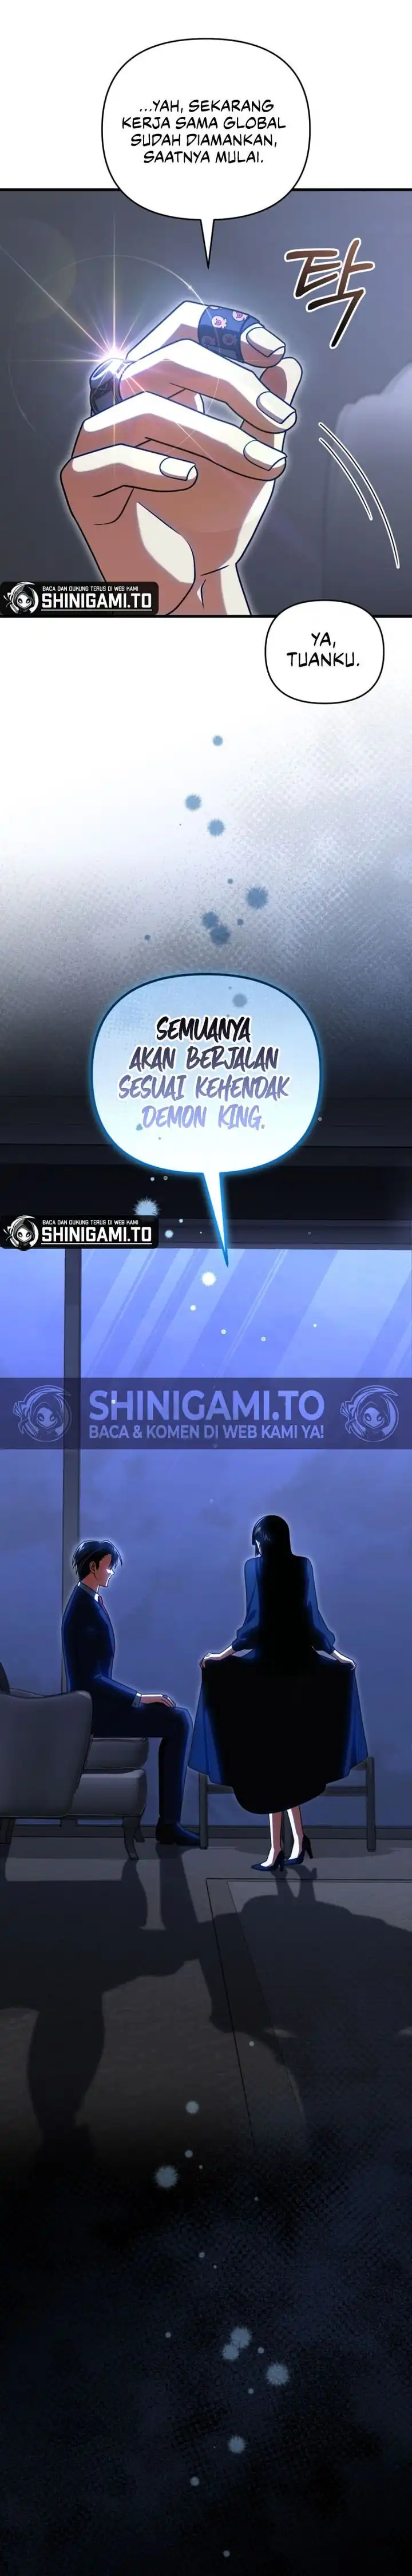 ...YAH, SEKARANG
KERJA SAMA GLOBAL
SUDAH DIAMANKAN,
SAATNYA MULAI.
탁
BACA DAN DUKUNG TERUS DI WEB KAMI
SHINIGAMI.TO
YA,
TUANKU.
SEMUANYA
AKAN BERJALAN
SESUAI KEHENDAK
DEMON KING.
BACA DAN DUKUNG TERUS DI WEB KAMI
SHINIGAMI.TO
SHINIGAMI.TO
BACA & KOMEN DI WEB KAMI YA!